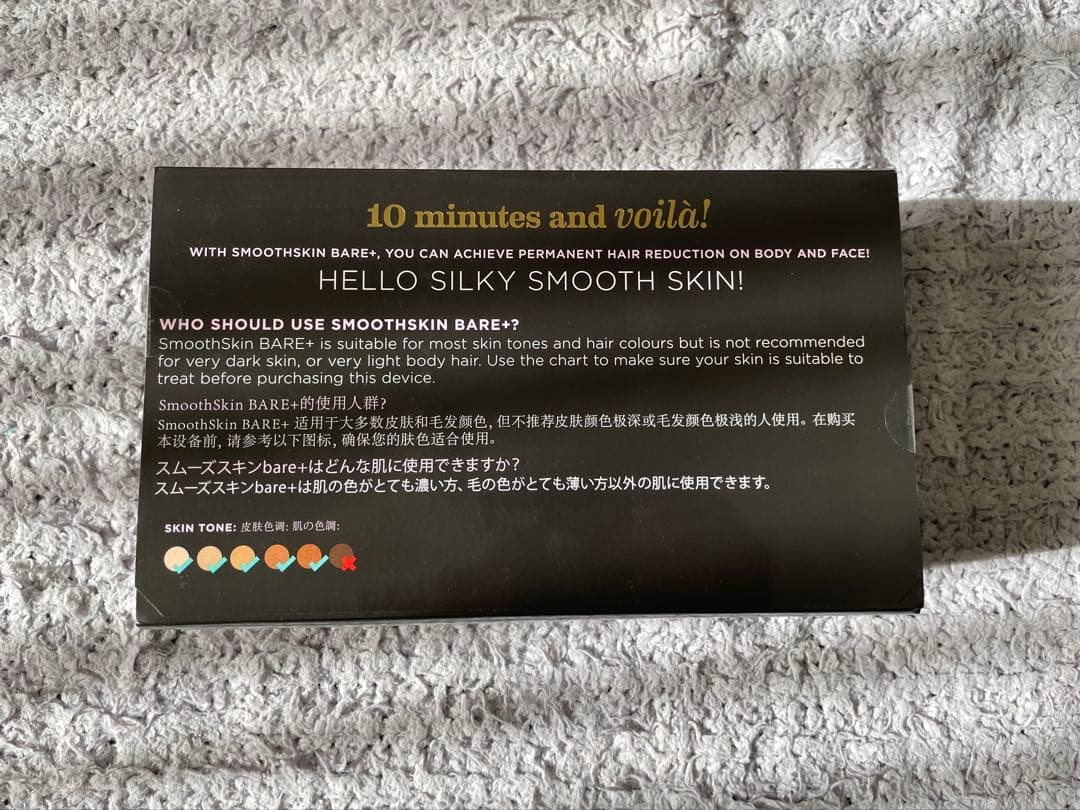 10 minutes and voilà!
WITH SMOOTHSKIN BARE+, YOU CAN ACHIEVE PERMANENT HAIR REDUCTION ON BODY AND FACE!
HELLO SILKY SMOOTH SKIN!
WHO SHOULD USE SMOOTHSKIN BARE+?
SmoothSkin BARE+ is suitable for most skin tones and hair colours but is not recommended
for very dark skin, or very light body hair. Use the chart to make sure your skin is suitable to
treat before purchasing this device.
SmoothSkin BARE+的使用人群?
SmoothSkin BARE+ 适用于大多数皮肤和毛发颜色, 但不推荐皮肤颜色极深或毛发颜色极浅的人使用。在购买
本设备前, 请参考以下图标, 确保您的肤色适合使用。
スムーズスキンbare+はどんな肌に使用できますか?
スムーズスキンbare+は肌の色がとても濃い方、毛の色がとても薄い方以外の肌に使用できます。
SKIN TONE: 皮肤色调: 肌の色調: